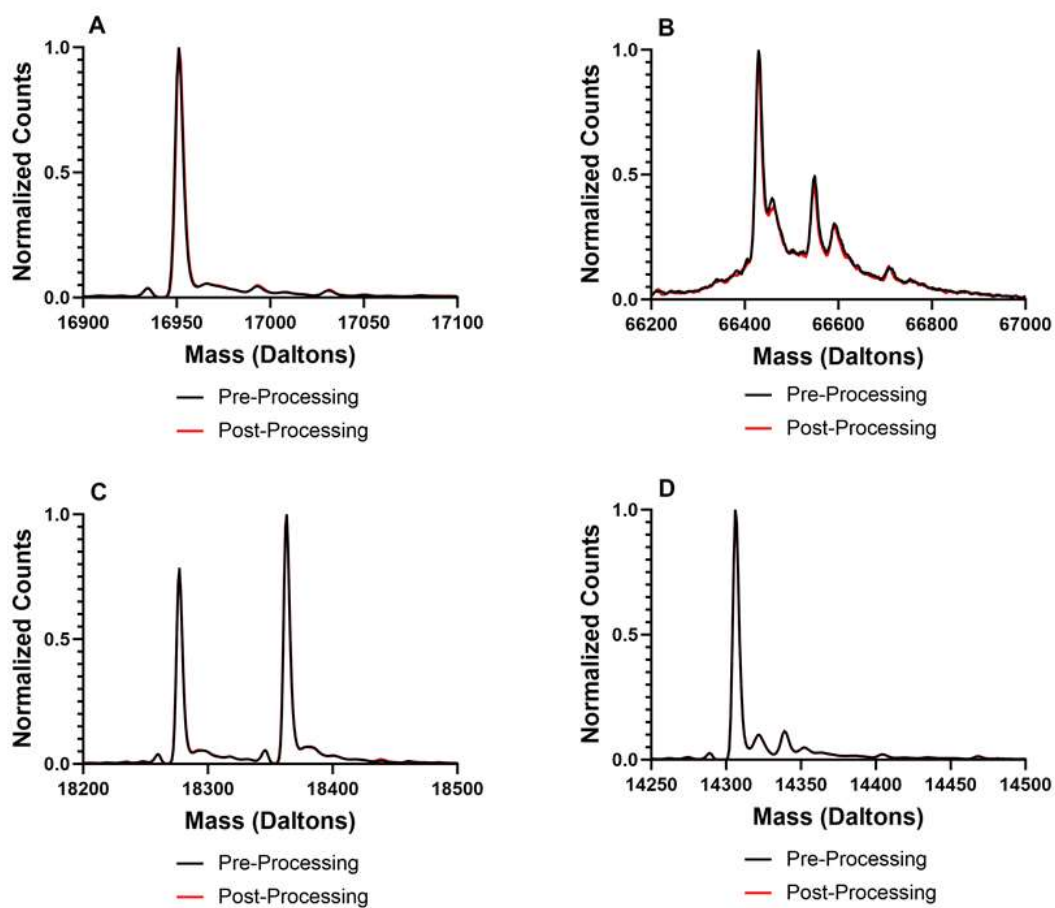 A
Normalized Counts
1.0
0.5
0.0
16900 16950 17000 17050 17100
Mass (Daltons)
Pre-Processing
Post-Processing
B
Normalized Counts
1.0
0.5
0.0
66200 66400 66600 66800 67000
Mass (Daltons)
Pre-Processing
Post-Processing
C
Normalized Counts
1.0
0.5
0.0
18200 18300 18400 18500
Mass (Daltons)
Pre-Processing
Post-Processing
D
Normalized Counts
1.0
0.5
0.0
14250 14300 14350 14400 14450 14500
Mass (Daltons)
Pre-Processing
Post-Processing